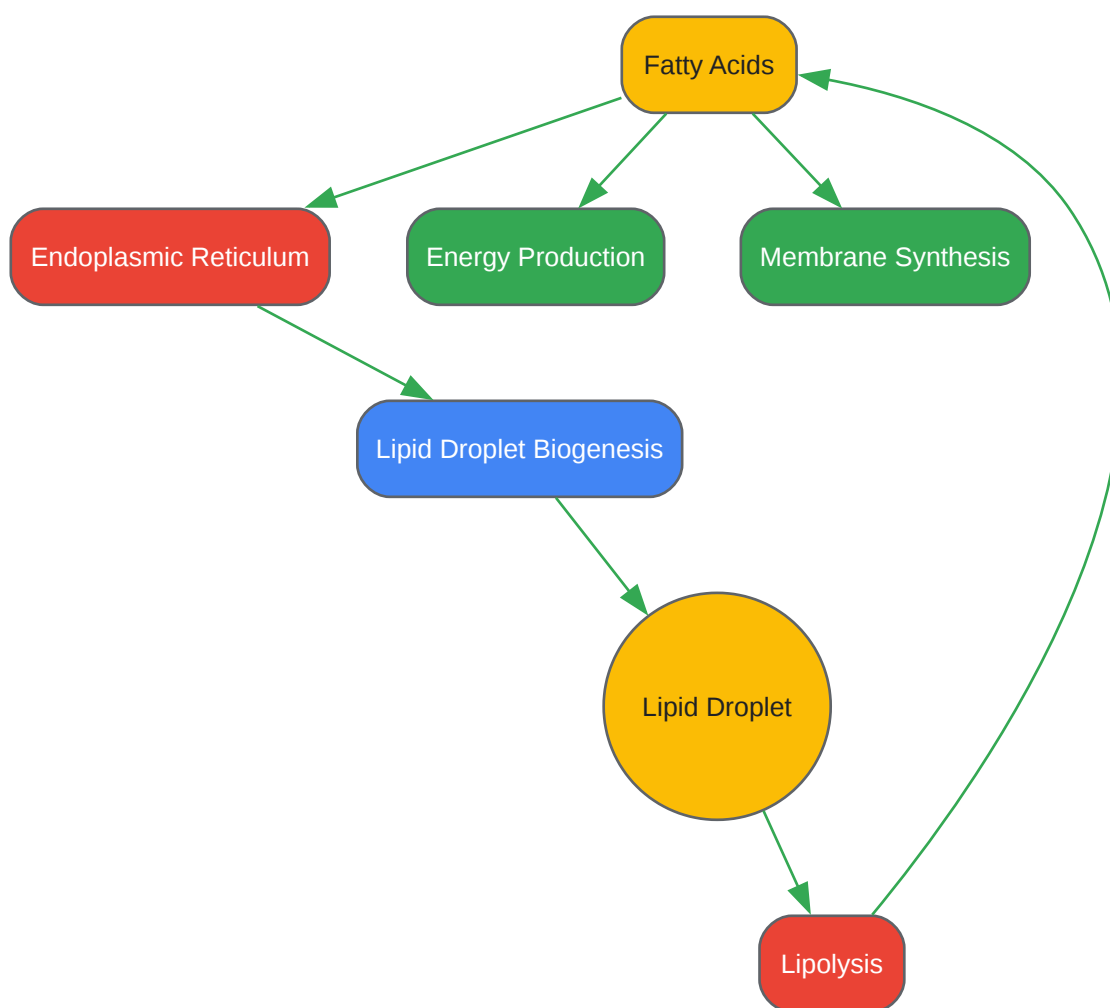 Fatty Acids
Endoplasmic Reticulum
Energy Production
Membrane Synthesis
Lipid Droplet Biogenesis
Lipid Droplet
Lipolysis